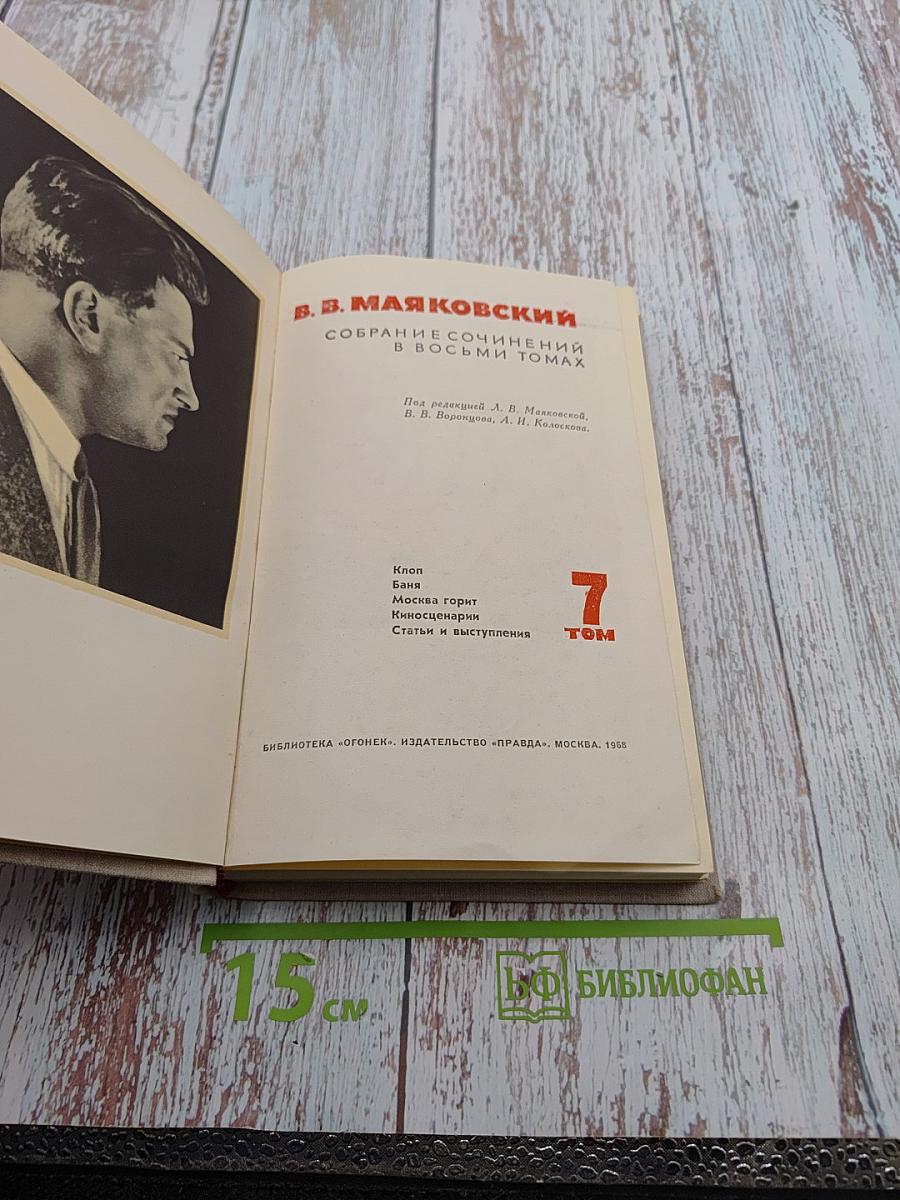 В. В. МАЯКОВСКИЙ
СОБРАНИЕ СОЧИНЕНИЙ
В ВОСЬМИ ТОМАХ
Под редакцией Л. В. Маяковской,
В. В. Воронцова, А. И. Колоскова.
Клоп
Баня
Москва горит
Киносценарии
Статьи и выступления
7
ТОМ
БИБЛИОТЕКА «ОГОНЕК». ИЗДАТЕЛЬСТВО «ПРАВДА». МОСКВА. 1968
15 см
БФ БИБЛИОФАН